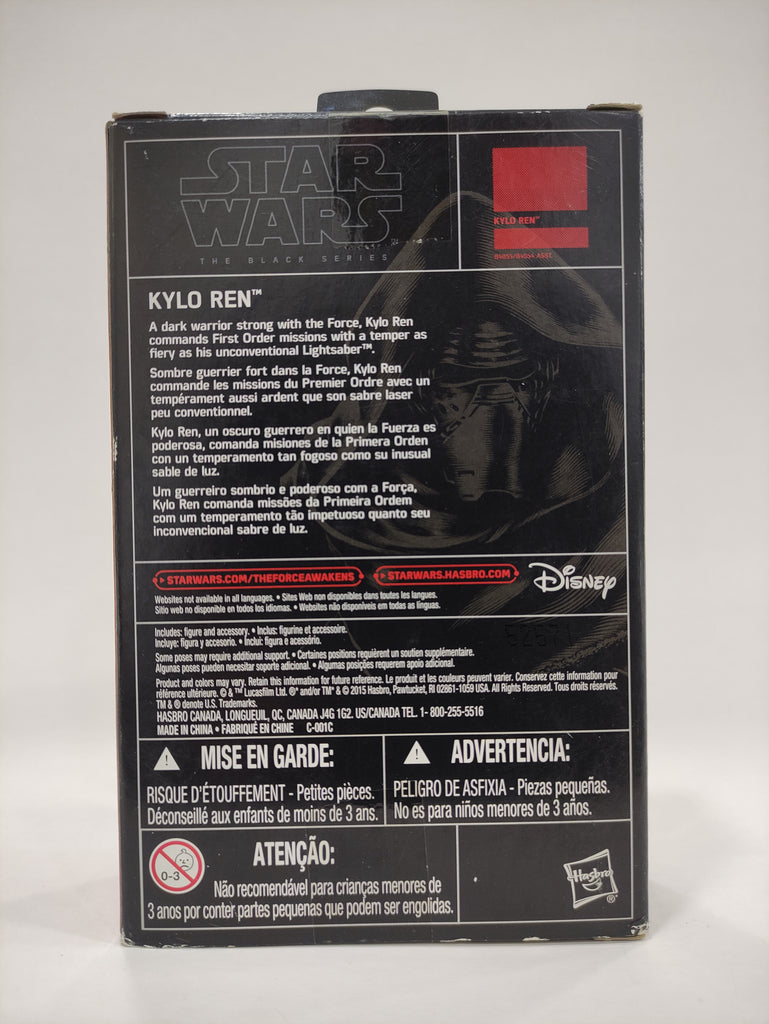 STAR
WARS
THE BLACK SERIES
KYLO REN™
KYLO REN™
A dark warrior strong with the Force, Kylo Ren
commands First Order missions with a temper as
fiery as his unconventional Lightsaber™.
Sombre guerrier fort dans la Force, Kylo Ren
commande les missions du Premier Ordre avec un
tempérament aussi ardent que son sabre laser
peu conventionnel.
Kylo Ren, un oscuro guerrero en quien la Fuerza es
poderosa, comanda misiones de la Primera Orden
con un temperamento tan fogoso como su inusual
sable de luz.
Um guerreiro sombrio e poderoso com a Força,
Kylo Ren comanda missões da Primeira Ordem
com um temperamento tão impetuoso quanto seu
inconvencional sabre de luz.
STARWARS.COM/THEFORCEAWAKENS
STARWARS.HASBRO.COM
Disney
Websites not available in all languages. • Sites Web non disponibles dans toutes les langues.
Sitio web no disponible en todos los idiomas. • Websites não disponíveis em todas as línguas.
Includes: figure and accessory. • Inclus: figurine et accessoire.
Incluye: figura y accesorio. • Inclui: figura e acessório.
Some poses may require additional support. • Certaines positions requièrent un soutien supplémentaire.
Algunas poses pueden necesitar soporte adicional. • Algumas posições requerem apoio adicional.
Product and colors may vary. Retain this information for future reference. Le produit et les couleurs peuvent varier. Conservez cette information pour
référence ultérieure. © & ™ Lucasfilm Ltd. ®* and/or TM* & © 2015 Hasbro, Pawtucket, RI 02861-1059 USA. All Rights Reserved. Tous droits réservés.
TM & ® denote U.S. Trademarks.
HASBRO CANADA, LONGUEUIL, QC, CANADA J4G 1G2. US/CANADA TEL. 1-800-255-5516
MADE IN CHINA • FABRIQUÉ EN CHINE C-001C
MISE EN GARDE:
RISQUE D'ÉTOUFFEMENT - Petites pièces.
Déconseillé aux enfants de moins de 3 ans.
ADVERTENCIA:
PELIGRO DE ASFIXIA - Piezas pequeñas.
No es para niños menores de 3 años.
0-3
ATENÇÃO:
Não recomendável para crianças menores de
3 anos por conter partes pequenas que podem ser engolidas.
Hasbro
®